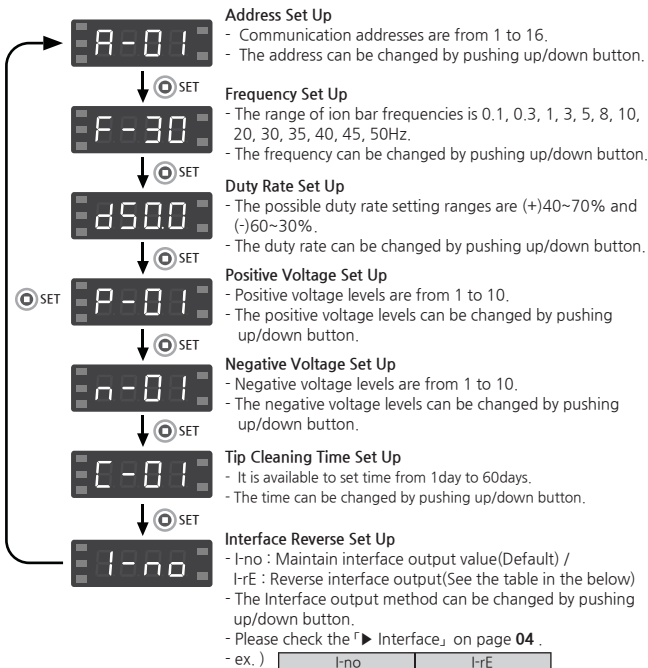 A-01
Address Set Up
- Communication addresses are from 1 to 16.
- The address can be changed by pushing up/down button.
SET
F-30
Frequency Set Up
- The range of ion bar frequencies is 0.1, 0.3, 1, 3, 5, 8, 10,
20, 30, 35, 40, 45, 50Hz.
- The frequency can be changed by pushing up/down button.
SET
d50.0
Duty Rate Set Up
- The possible duty rate setting ranges are (+)40~70% and
(-)60~30%.
- The duty rate can be changed by pushing up/down button.
SET
SET
P-01
Positive Voltage Set Up
- Positive voltage levels are from 1 to 10.
- The positive voltage levels can be changed by pushing
up/down button.
SET
n-01
Negative Voltage Set Up
- Negative voltage levels are from 1 to 10.
- The negative voltage levels can be changed by pushing
up/down button.
SET
C-01
Tip Cleaning Time Set Up
- It is available to set time from 1day to 60days.
- The time can be changed by pushing up/down button.
SET
I-no
Interface Reverse Set Up
- I-no : Maintain interface output value(Default) /
I-rE : Reverse interface output(See the table in the below)
- The Interface output method can be changed by pushing
up/down button.
- Please check the「▶ Interface」on page 04 .
- ex. )
I-no I-rE